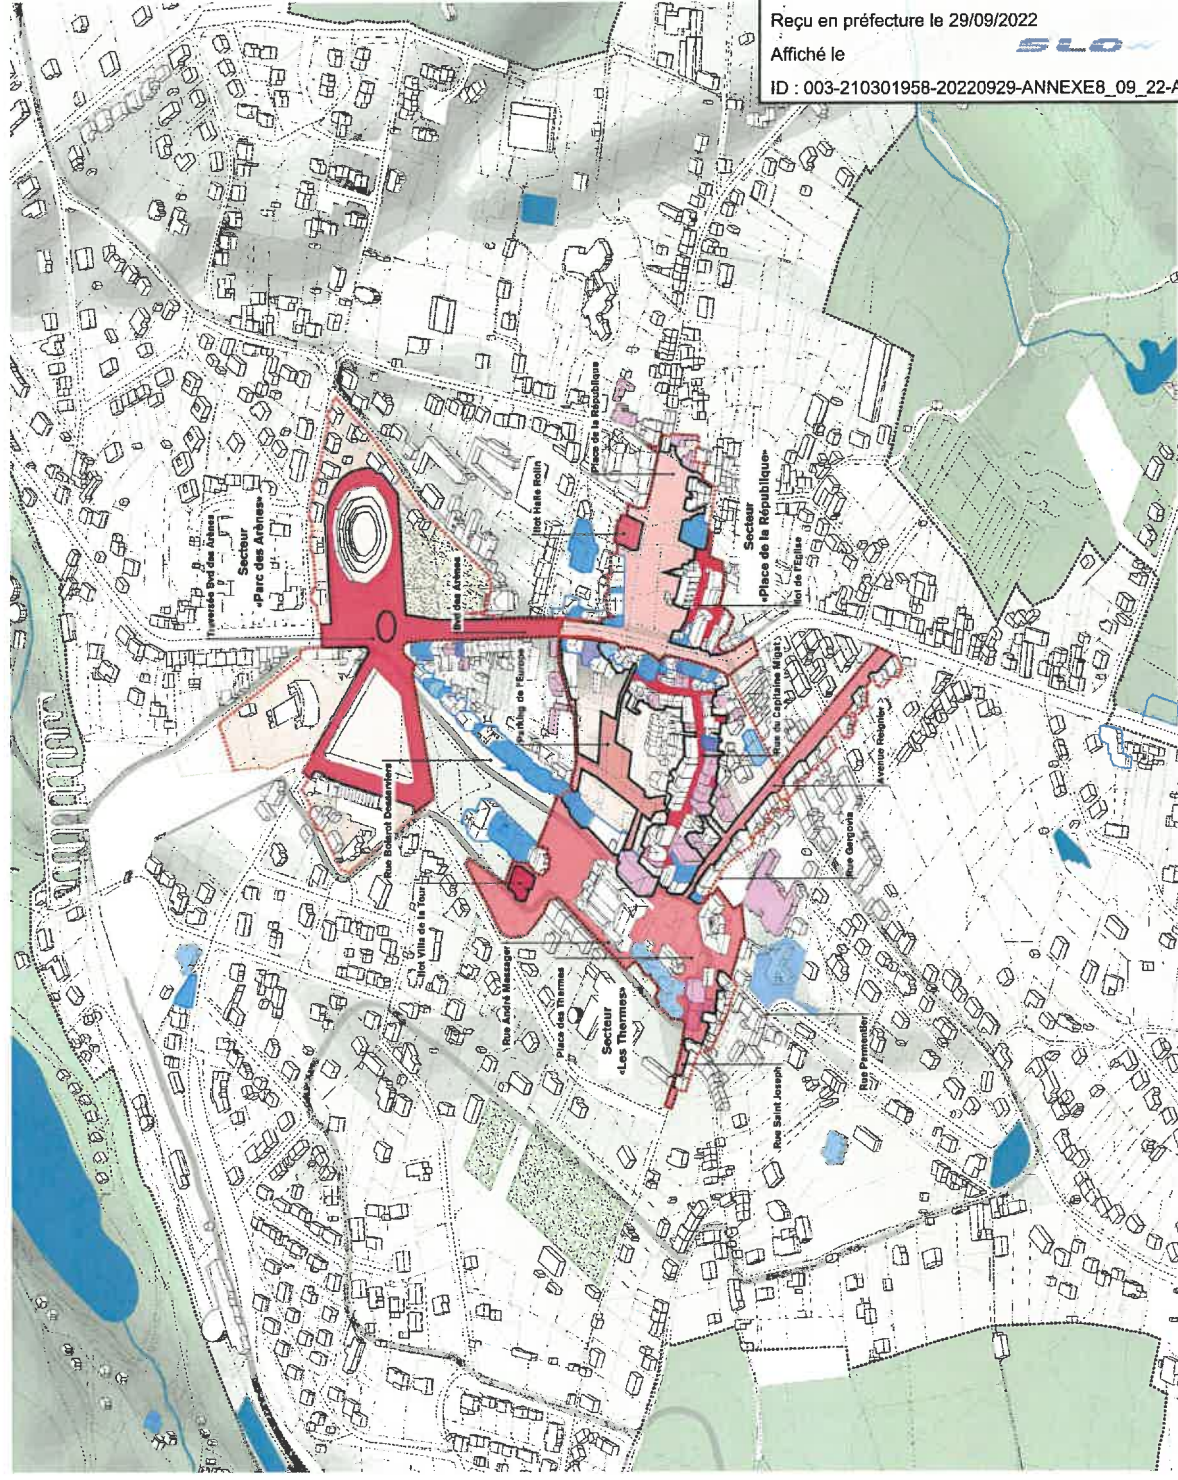 Reçu en préfecture le 29/09/2022
Affiché le
SLO
ID : 003-210301958-20220929-ANNEXE8_09_22-A
Traversée Bvd des Arènes
Secteur
«Parc des Arènes»
Bvd des Arènes
Ilot Halle Rolin
Place de la République
Secteur
«Place de la République»
Ilot de l'Eglise
Parking de l'Europe
Rue du Capitaine Migat
Avenue Reignier
Rue Gergovia
Rue Boisrot Desserviers
Ilot Villa de la Tour
Rue André Messager
Place des Thermes
Secteur
«Les Thermes»
Rue Saint Joseph
Rue Parmentier